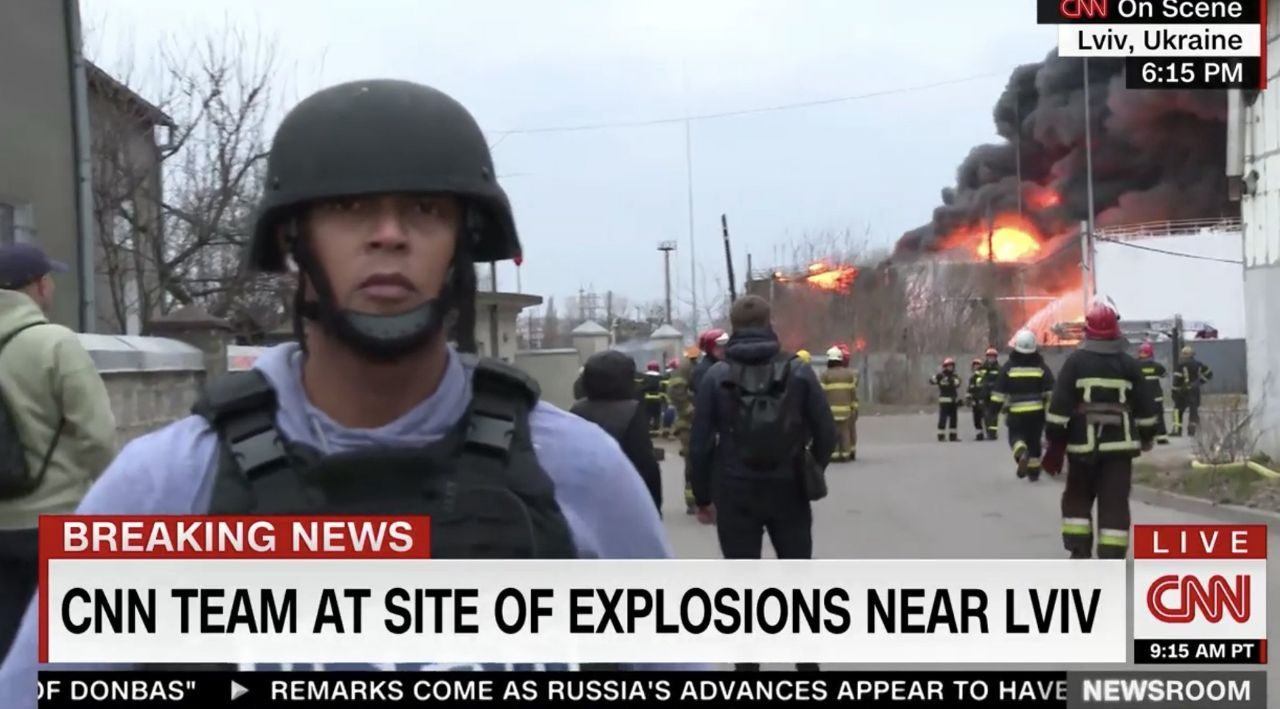 CNN On Scene
Lviv, Ukraine
6:15 PM
BREAKING NEWS
CNN TEAM AT SITE OF EXPLOSIONS NEAR LVIV
LIVE
CNN
9:15 AM PT
OF DONBAS" ▶ REMARKS COME AS RUSSIA'S ADVANCES APPEAR TO HAVE
NEWSROOM